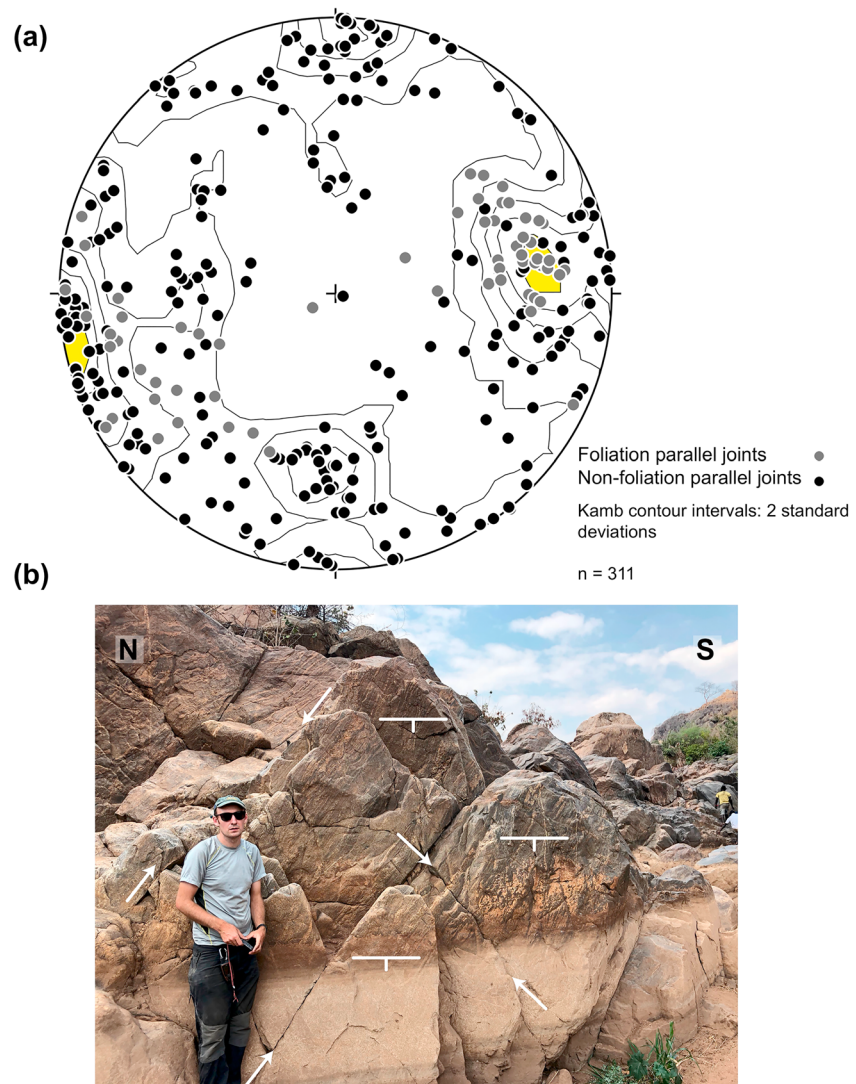 (a)
Foliation parallel joints
Non-foliation parallel joints
Kamb contour intervals: 2 standard
deviations
n = 311
(b)
N
S